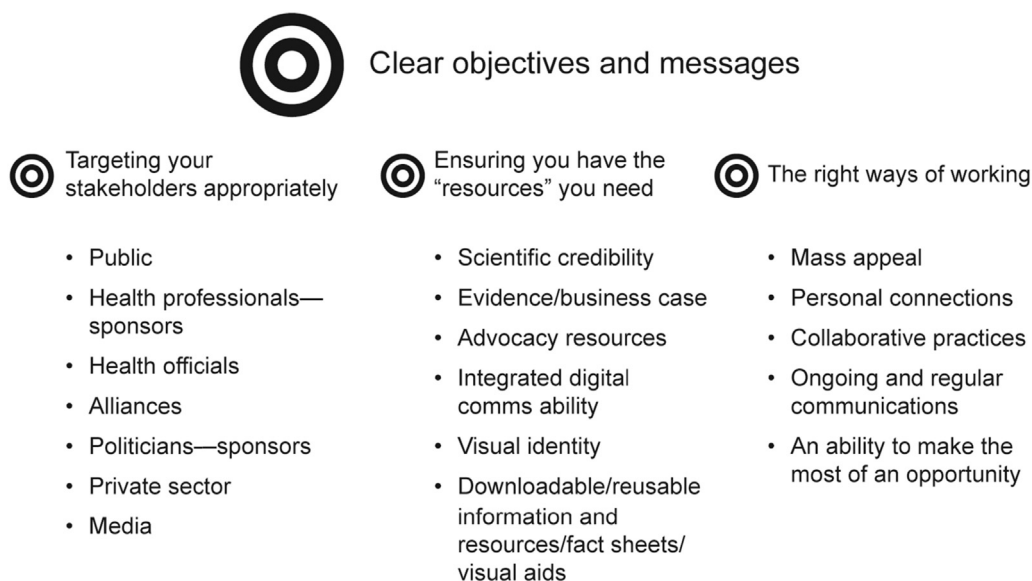 Clear objectives and messages
Targeting your
stakeholders appropriately
• Public
• Health professionals—
sponsors
• Health officials
• Alliances
• Politicians—sponsors
• Private sector
• Media
Ensuring you have the
“resources” you need
• Scientific credibility
• Evidence/business case
• Advocacy resources
• Integrated digital
comms ability
• Visual identity
• Downloadable/reusable
information and
resources/fact sheets/
visual aids
The right ways of working
• Mass appeal
• Personal connections
• Collaborative practices
• Ongoing and regular
communications
• An ability to make the
most of an opportunity